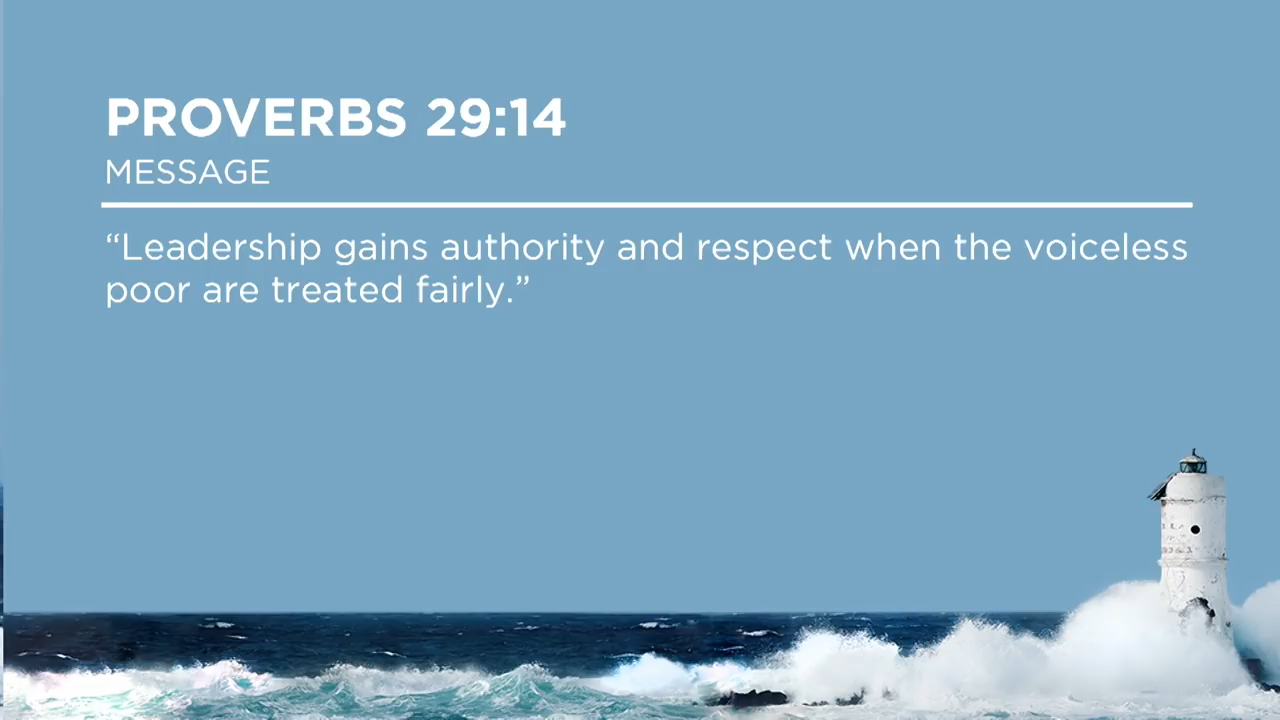 PROVERBS 29:14
MESSAGE
“Leadership gains authority and respect when the voiceless
poor are treated fairly.”